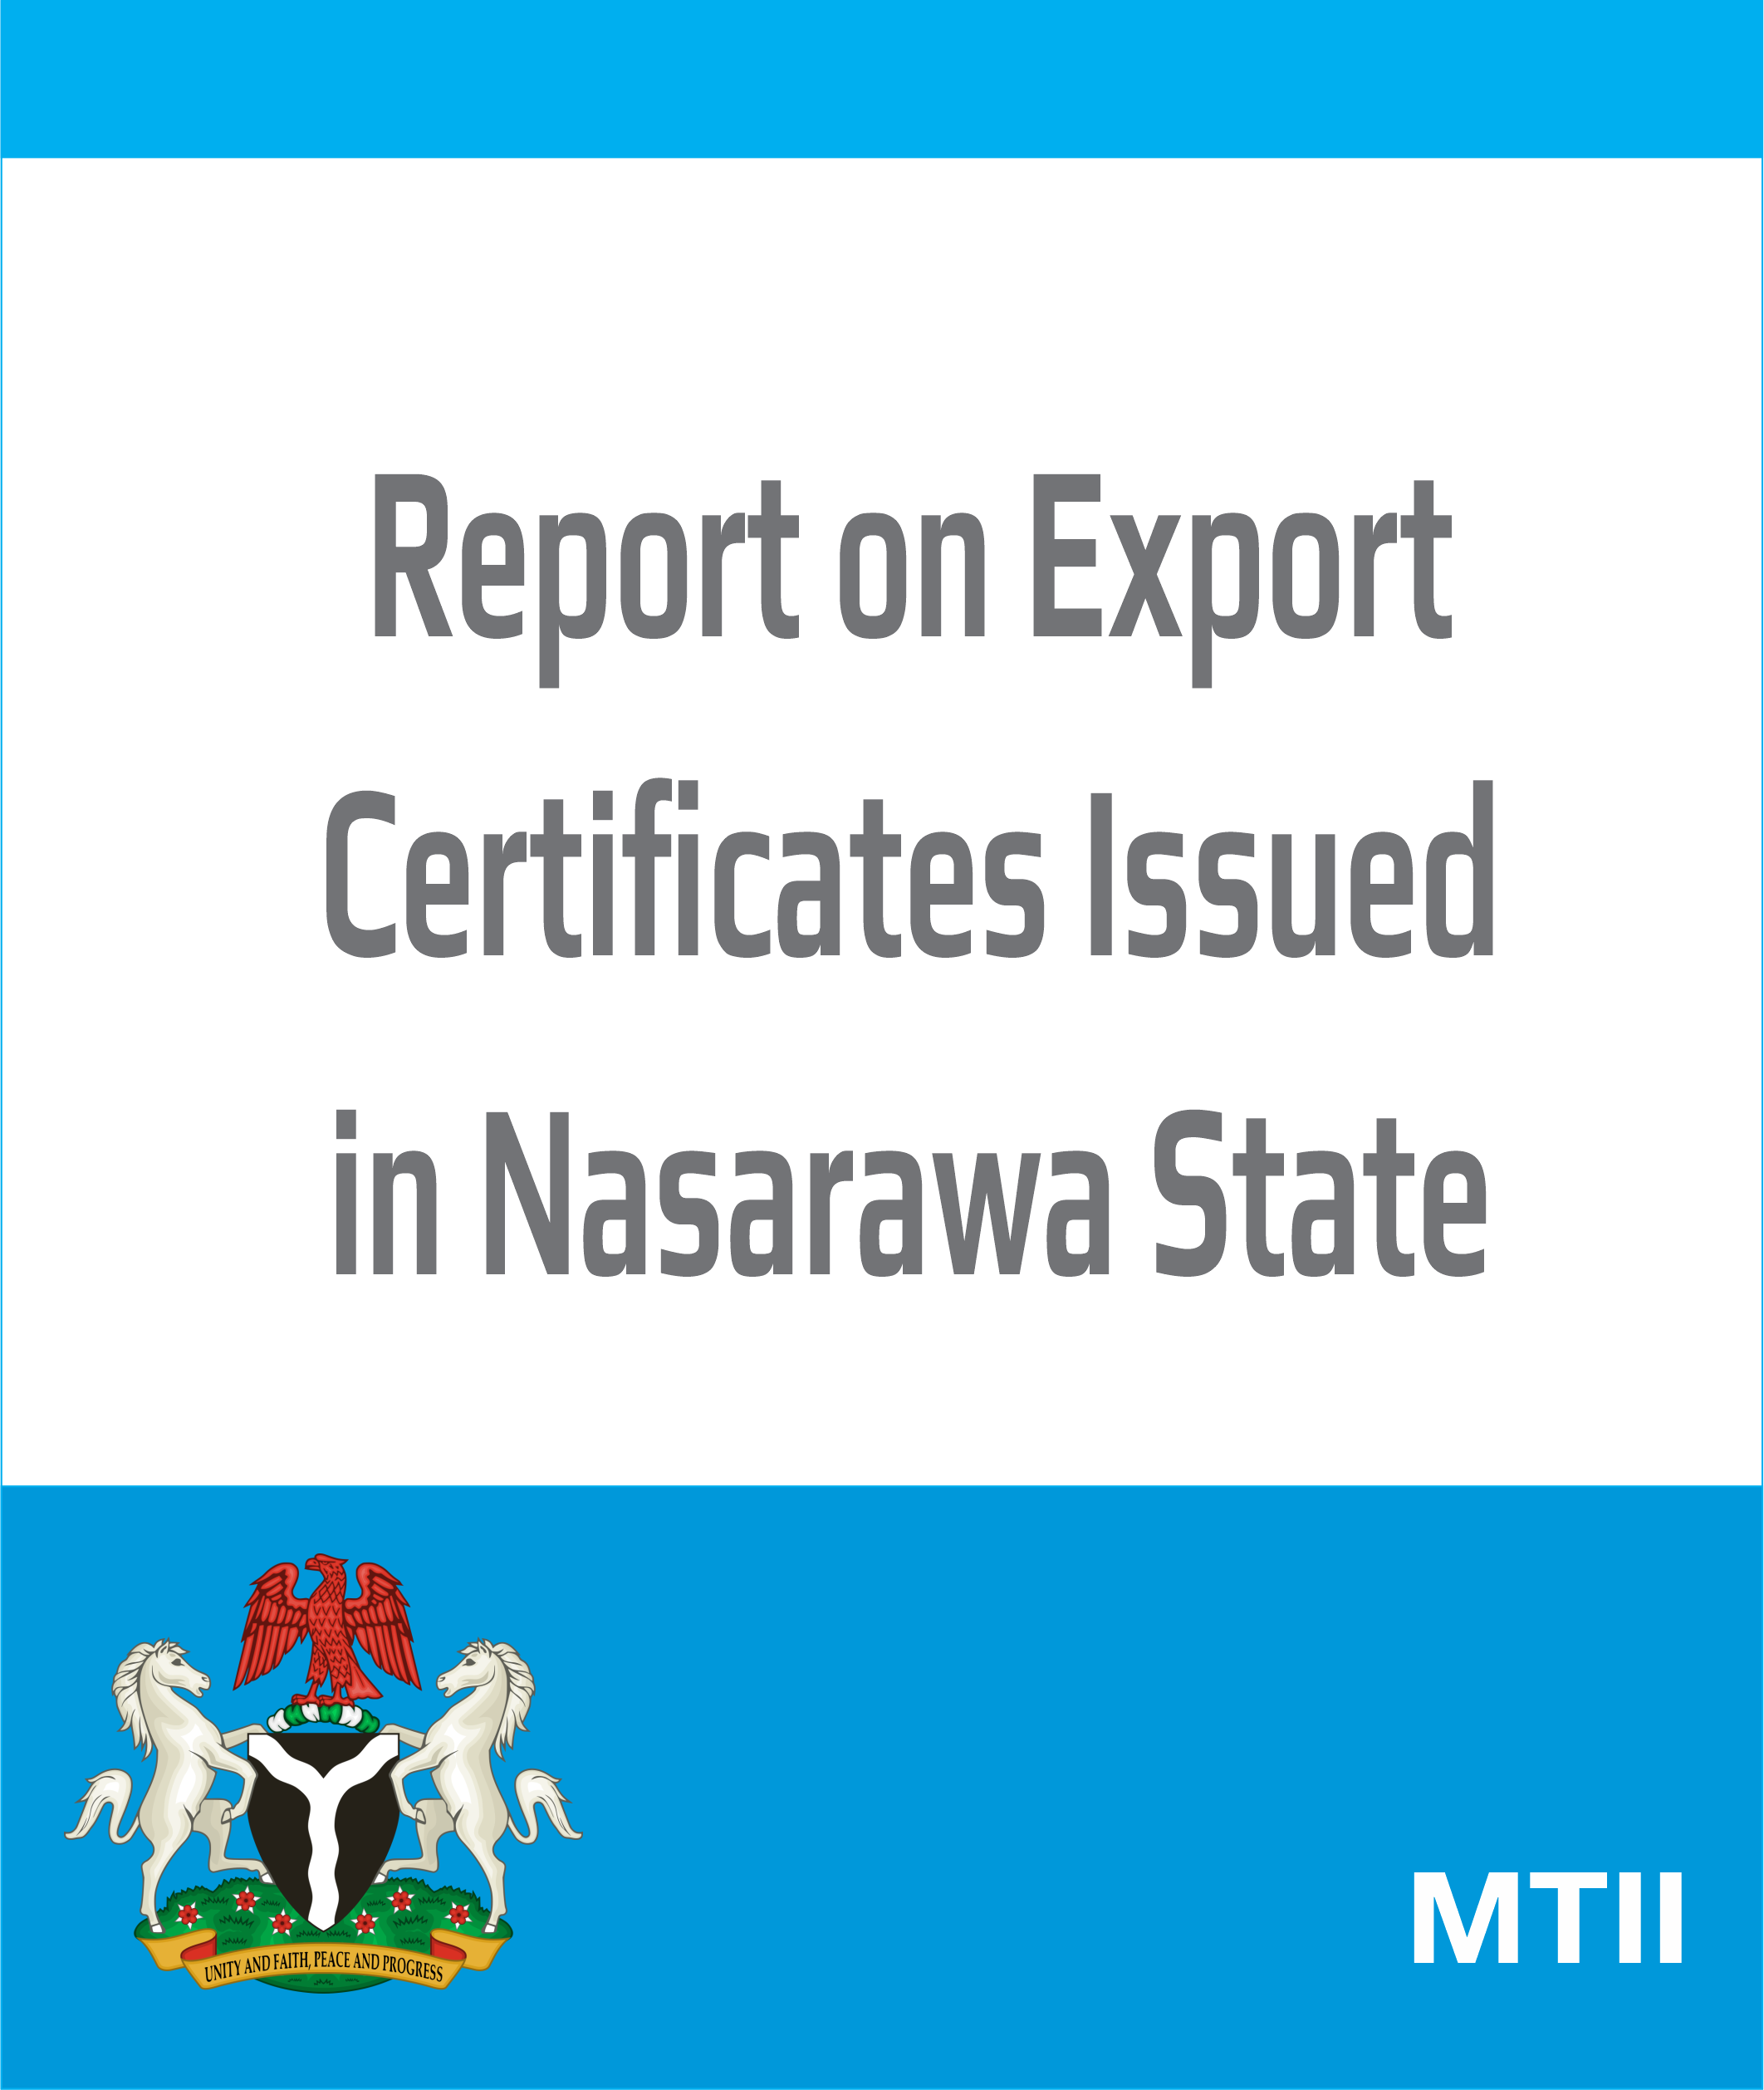 Report on Export
Certificates Issued
in Nasarawa State
UNITY AND FAITH, PEACE AND PROGRESS
MTII